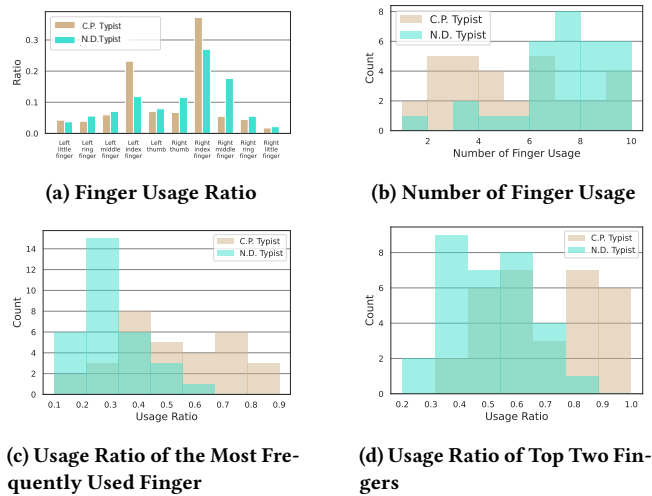 C.P. Typist
N.D.Typist
Ratio
0.3
0.2
0.1
0.0
Left little finger
Left ring finger
Left middle finger
Left index finger
Left thumb
Right thumb
Right index finger
Right middle finger
Right ring finger
Right little finger
(a) Finger Usage Ratio
C.P. Typist
N.D. Typist
Count
8
6
4
2
0
2 4 6 8 10
Number of Finger Usage
(b) Number of Finger Usage
C.P. Typist
N.D. Typist
Count
14
12
10
8
6
4
2
0
0.1 0.2 0.3 0.4 0.5 0.6 0.7 0.8 0.9
Usage Ratio
(c) Usage Ratio of the Most Fre-
quently Used Finger
C.P. Typist
N.D. Typist
Count
8
6
4
2
0
0.2 0.3 0.4 0.5 0.6 0.7 0.8 0.9 1.0
Usage Ratio
(d) Usage Ratio of Top Two Fin-
gers